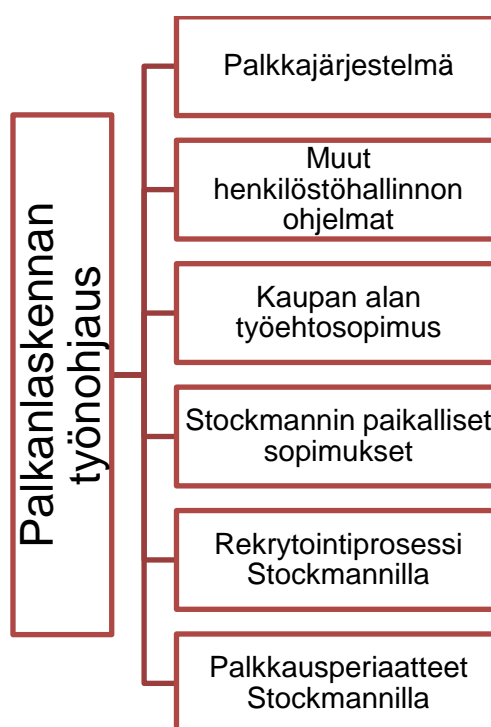 Palkanlaskennan
työnohjaus
Palkkajärjestelmä
Muut
henkilöstöhallinnon
ohjelmat
Kaupan alan
työehtosopimus
Stockmannin paikalliset
sopimukset
Rekrytointiprosessi
Stockmannilla
Palkkausperiaatteet
Stockmannilla